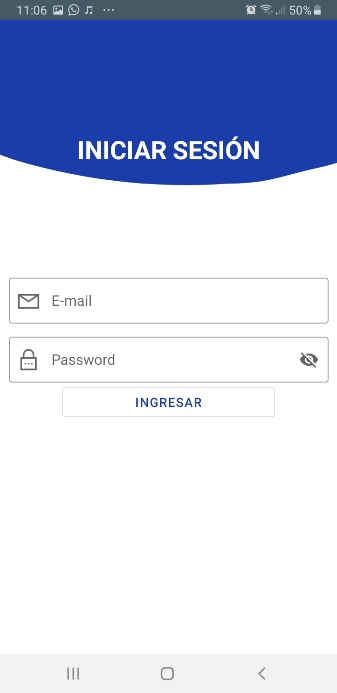 11:06 50%
INICIAR SESIÓN
E-mail
Password
INGRESAR